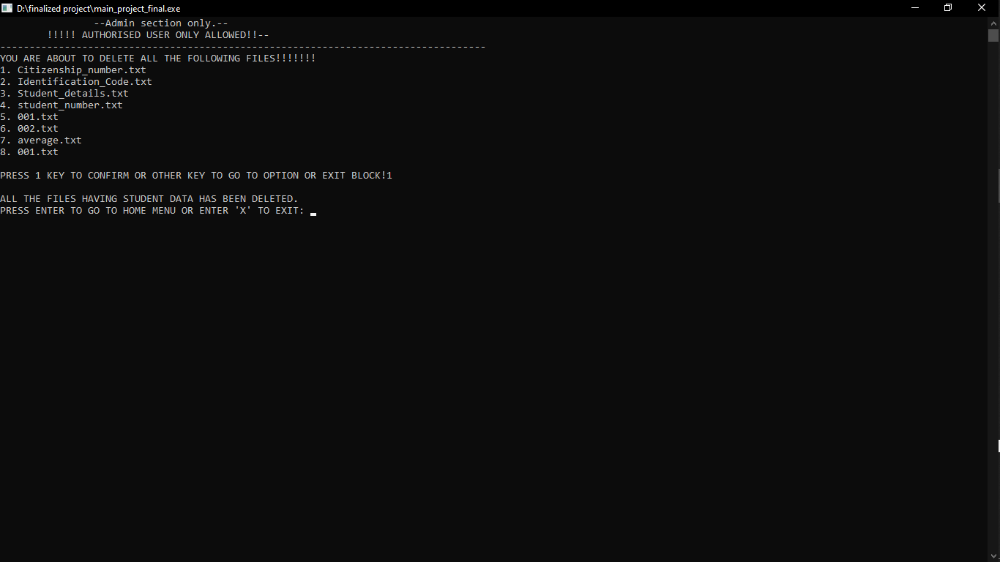 D:\finalized project\main_project_final.exe
--Admin section only.--
!!!!! AUTHORISED USER ONLY ALLOWED!!--
-----------------------------------------------------------------------------------
YOU ARE ABOUT TO DELETE ALL THE FOLLOWING FILES!!!!!!!
1. Citizenship_number.txt
2. Identification_Code.txt
3. Student_details.txt
4. student_number.txt
5. 001.txt
6. 002.txt
7. average.txt
8. 001.txt
PRESS 1 KEY TO CONFIRM OR OTHER KEY TO GO TO OPTION OR EXIT BLOCK!1
ALL THE FILES HAVING STUDENT DATA HAS BEEN DELETED.
PRESS ENTER TO GO TO HOME MENU OR ENTER 'X' TO EXIT: